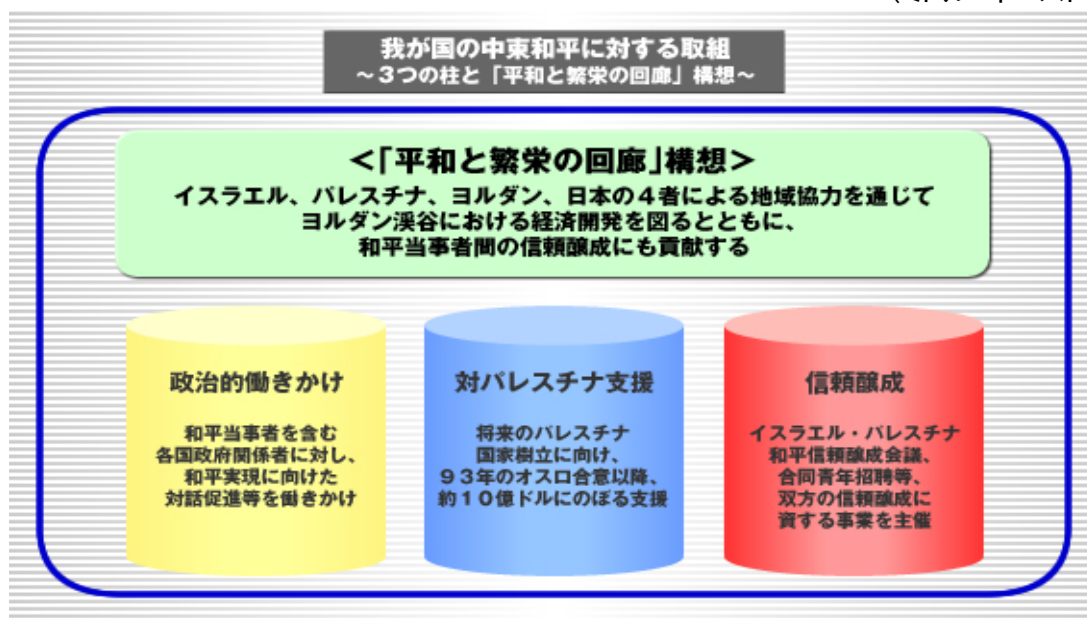 我が国の中東和平に対する取組
～３つの柱と「平和と繁栄の回廊」構想～
＜「平和と繁栄の回廊」構想＞
イスラエル、パレスチナ、ヨルダン、日本の４者による地域協力を通じて
ヨルダン渓谷における経済開発を図るとともに、
和平当事者間の信頼醸成にも貢献する
政治的働きかけ
和平当事者を含む
各国政府関係者に対し、
和平実現に向けた
対話促進等を働きかけ
対パレスチナ支援
将来のパレスチナ
国家樹立に向け、
９３年のオスロ合意以降、
約１０億ドルにのぼる支援
信頼醸成
イスラエル・パレスチナ
和平信頼醸成会議、
合同青年招聘等、
双方の信頼醸成に
資する事業を主催